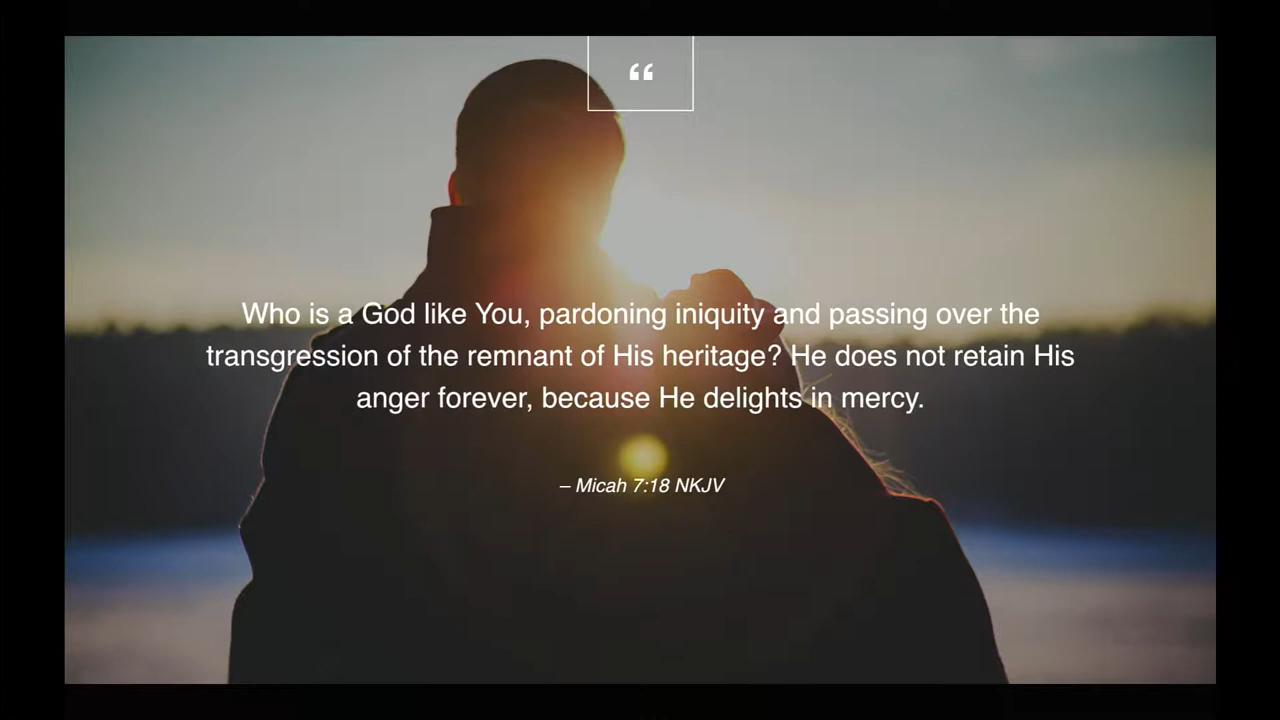 “
Who is a God like You, pardoning iniquity and passing over the
transgression of the remnant of His heritage? He does not retain His
anger forever, because He delights in mercy.
– Micah 7:18 NKJV